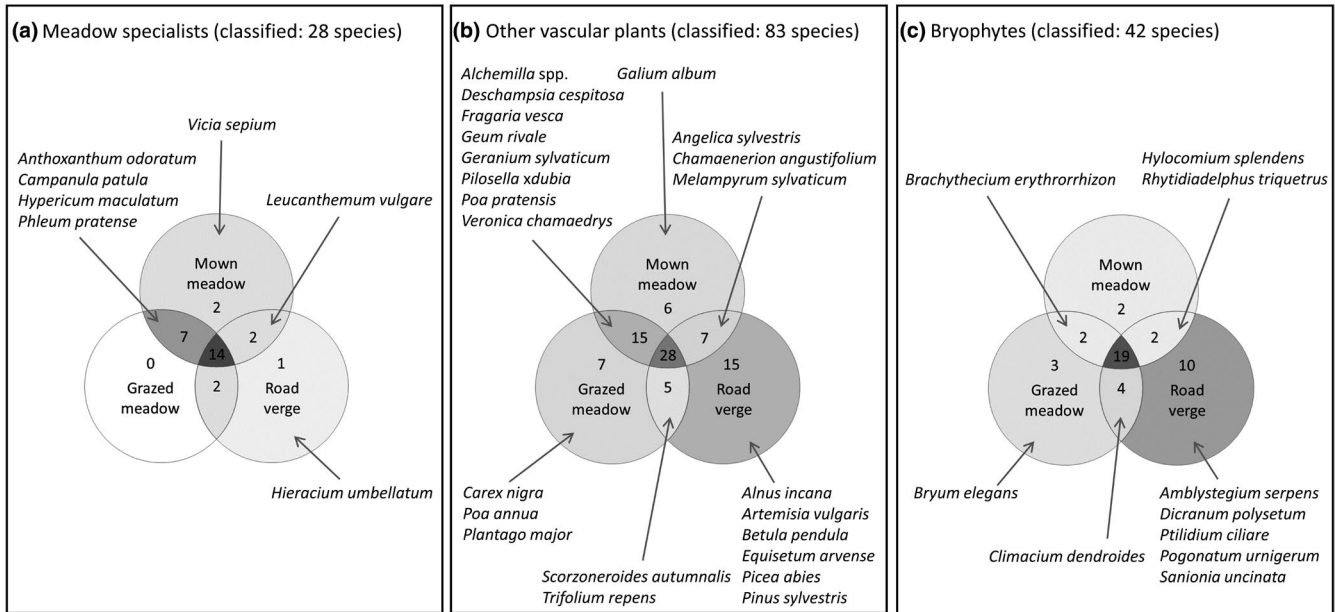 (a) Meadow specialists (classified: 28 species)
Vicia sepium
Anthoxanthum odoratum
Campanula patula
Hypericum maculatum
Phleum pratense
Leucanthemum vulgare
Mown
meadow
2
7
2
14
0
1
Grazed
meadow
2
Road
verge
Hieracium umbellatum
(b) Other vascular plants (classified: 83 species)
Alchemilla spp.
Deschampsia cespitosa
Fragaria vesca
Geum rivale
Geranium sylvaticum
Pilosella xdubia
Poa pratensis
Veronica chamaedrys
Galium album
Angelica sylvestris
Chamaenerion angustifolium
Melampyrum sylvaticum
Mown
meadow
6
15
7
28
7
15
Grazed
meadow
5
Road
verge
Carex nigra
Poa annua
Plantago major
Scorzoneroides autumnalis
Trifolium repens
Alnus incana
Artemisia vulgaris
Betula pendula
Equisetum arvense
Picea abies
Pinus sylvestris
(c) Bryophytes (classified: 42 species)
Brachythecium erythrorrhizon
Hylocomium splendens
Rhytidiadelphus triquetrus
Mown
meadow
2
2
2
19
3
10
Grazed
meadow
4
Road
verge
Bryum elegans
Climacium dendroides
Amblystegium serpens
Dicranum polysetum
Ptilidium ciliare
Pogonatum urnigerum
Sanionia uncinata